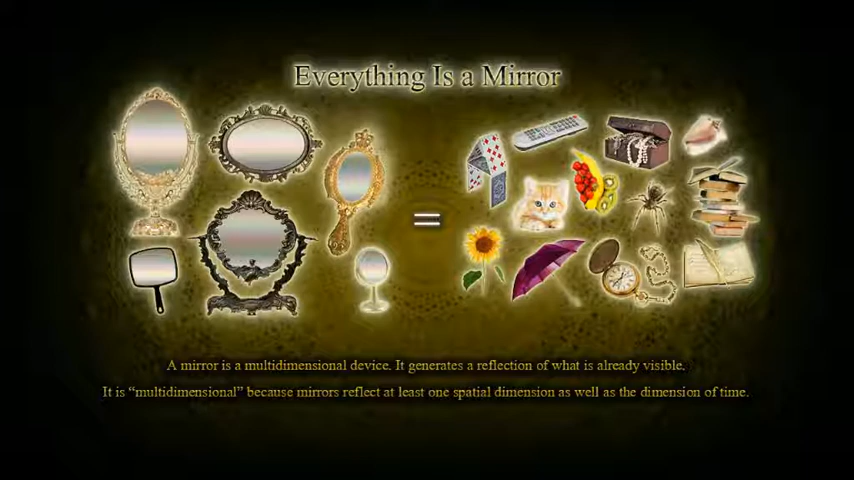 Everything Is a Mirror
=
A mirror is a multidimensional device. It generates a reflection of what is already visible.
It is “multidimensional” because mirrors reflect at least one spatial dimension as well as the dimension of time.